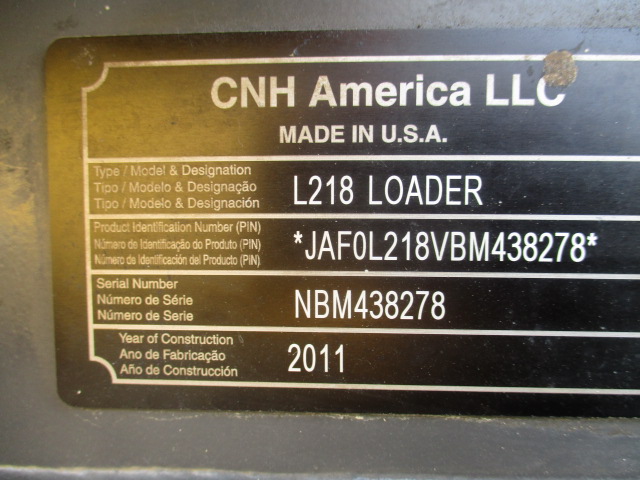 CNH America LLC
MADE IN U.S.A.
Type / Model & Designation
Tipo / Modelo & Designação
Tipo / Modelo & Designación
L218 LOADER
Product Identification Number (PIN)
Número de Identificação do Produto (PIN)
Número de Identificación del Producto (PIN)
*JAF0L218VBM438278*
Serial Number
Número de Série
Número de Serie
NBM438278
Year of Construction
Ano de Fabricação
Año de Construcción
2011